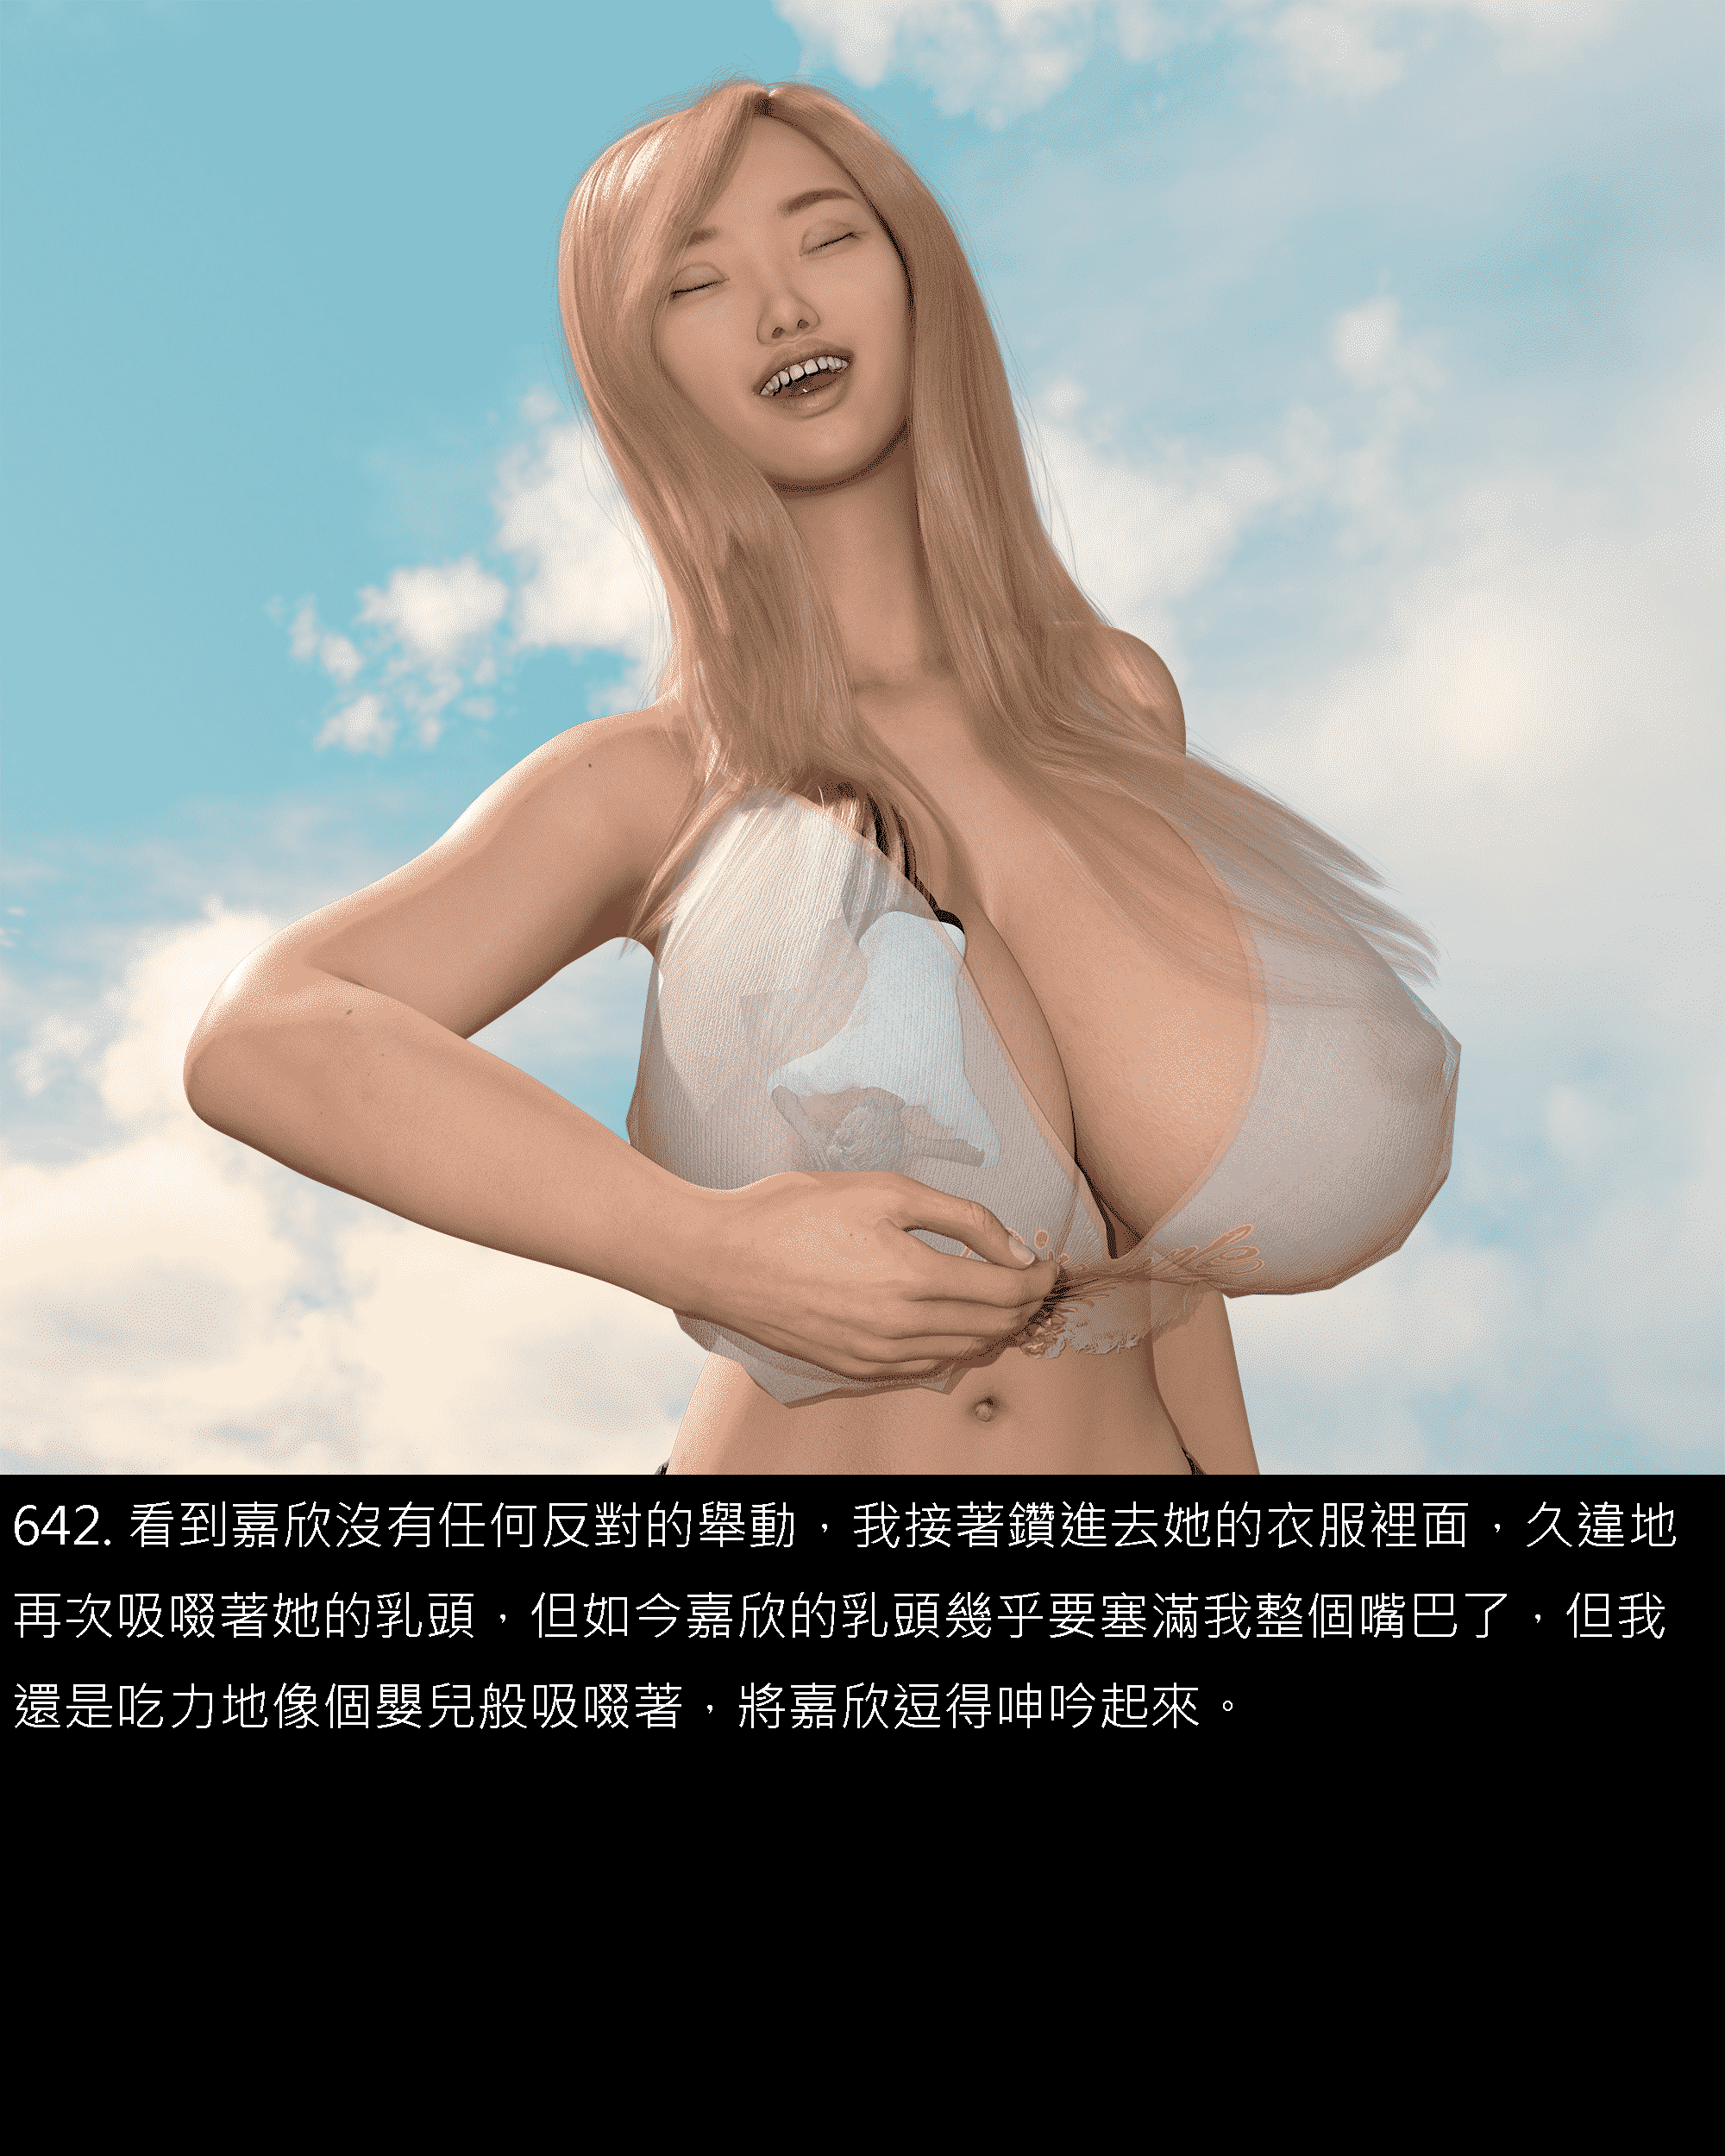 642. 看到嘉欣沒有任何反對的舉動，我接著鑽進去她的衣服裡面，久違地
再次吸啜著她的乳頭，但如今嘉欣的乳頭幾乎要塞滿我整個嘴巴了，但我
還是吃力地像個嬰兒般吸啜著，將嘉欣逗得呻吟起來。